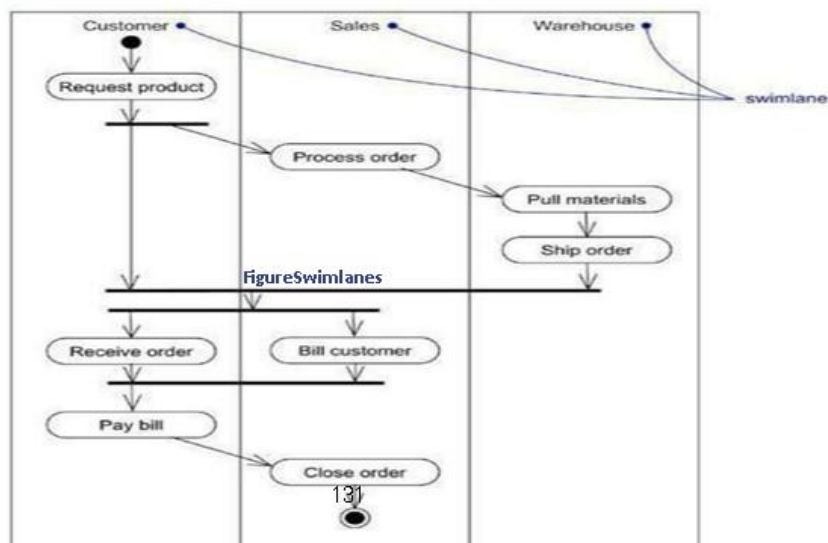 Customer Sales Warehouse
swimlane
Request product
Process order
Pull materials
Ship order
FigureSwimlanes
Receive order Bill customer
Pay bill
Close order
131